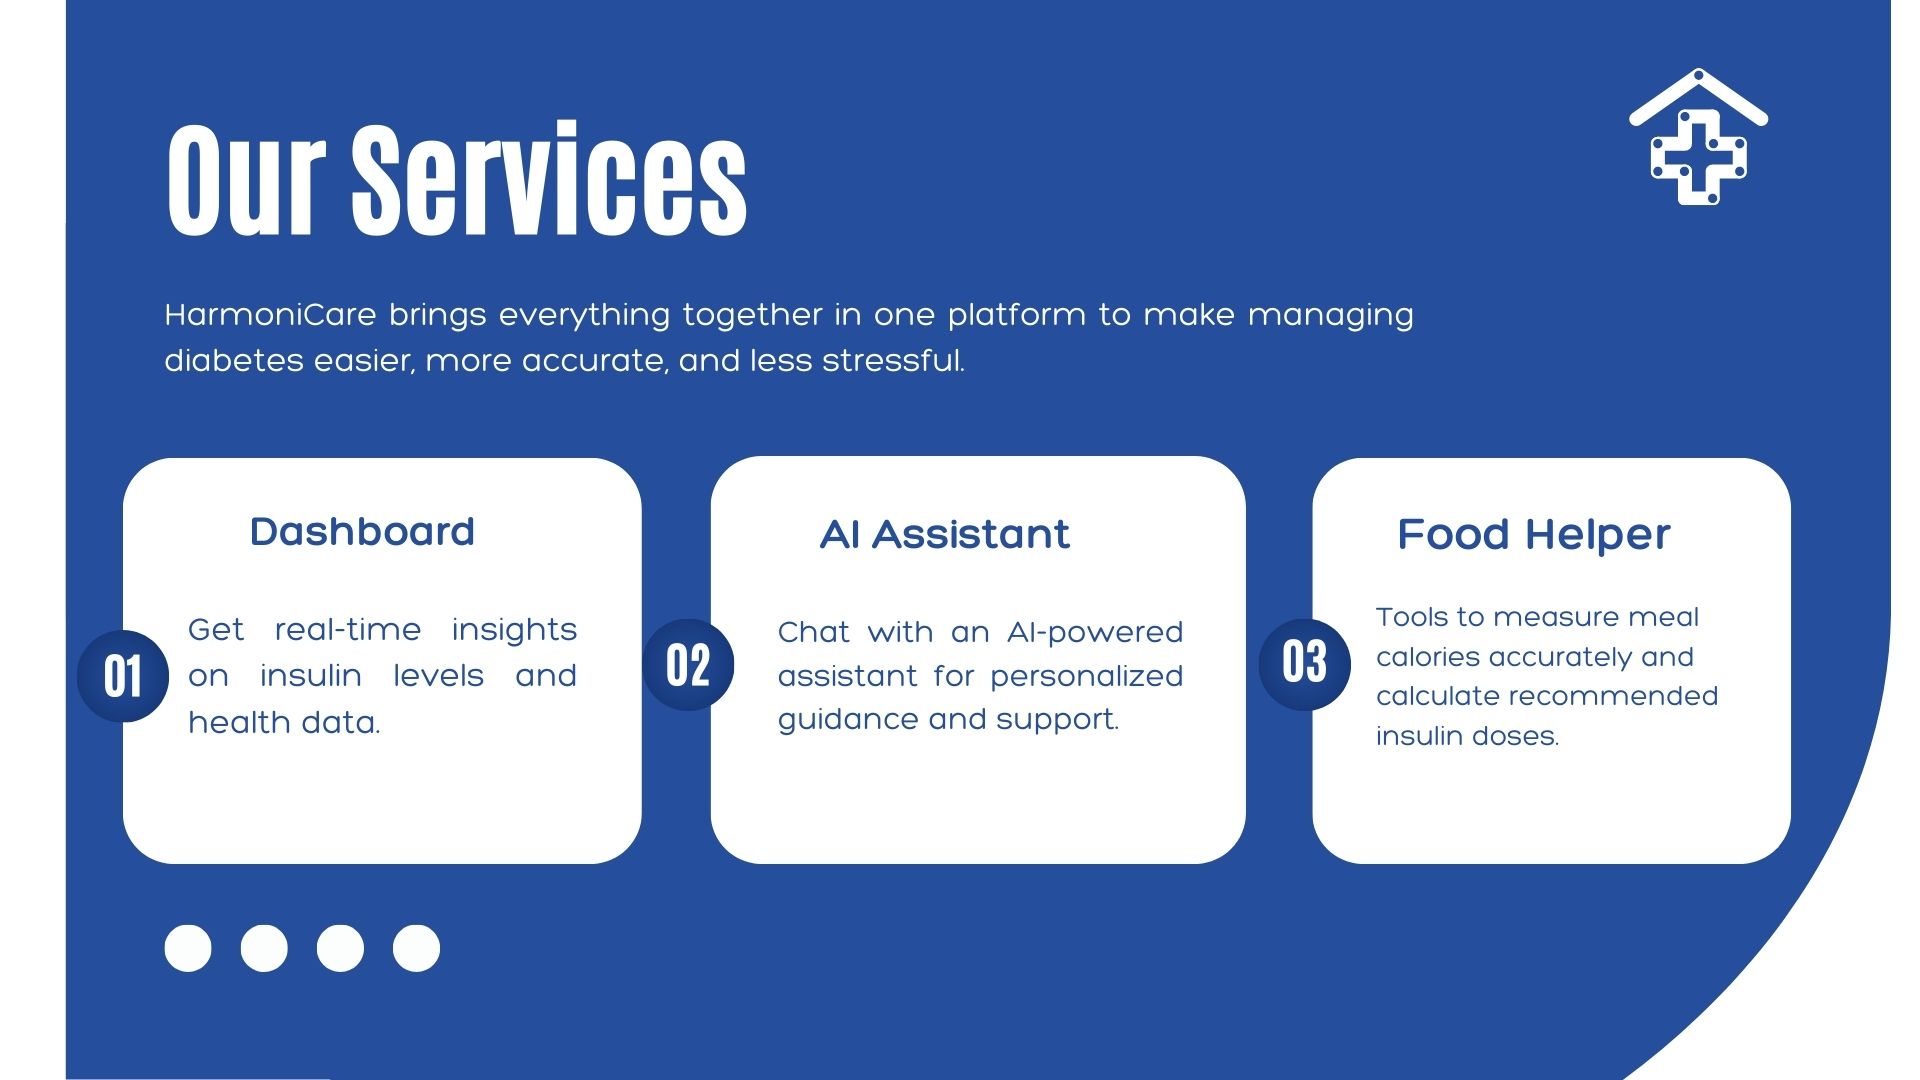 Our Services
HarmoniCare brings everything together in one platform to make managing
diabetes easier, more accurate, and less stressful.
Dashboard
01
Get real-time insights
on insulin levels and
health data.
AI Assistant
02
Chat with an AI-powered
assistant for personalized
guidance and support.
Food Helper
03
Tools to measure meal
calories accurately and
calculate recommended
insulin doses.